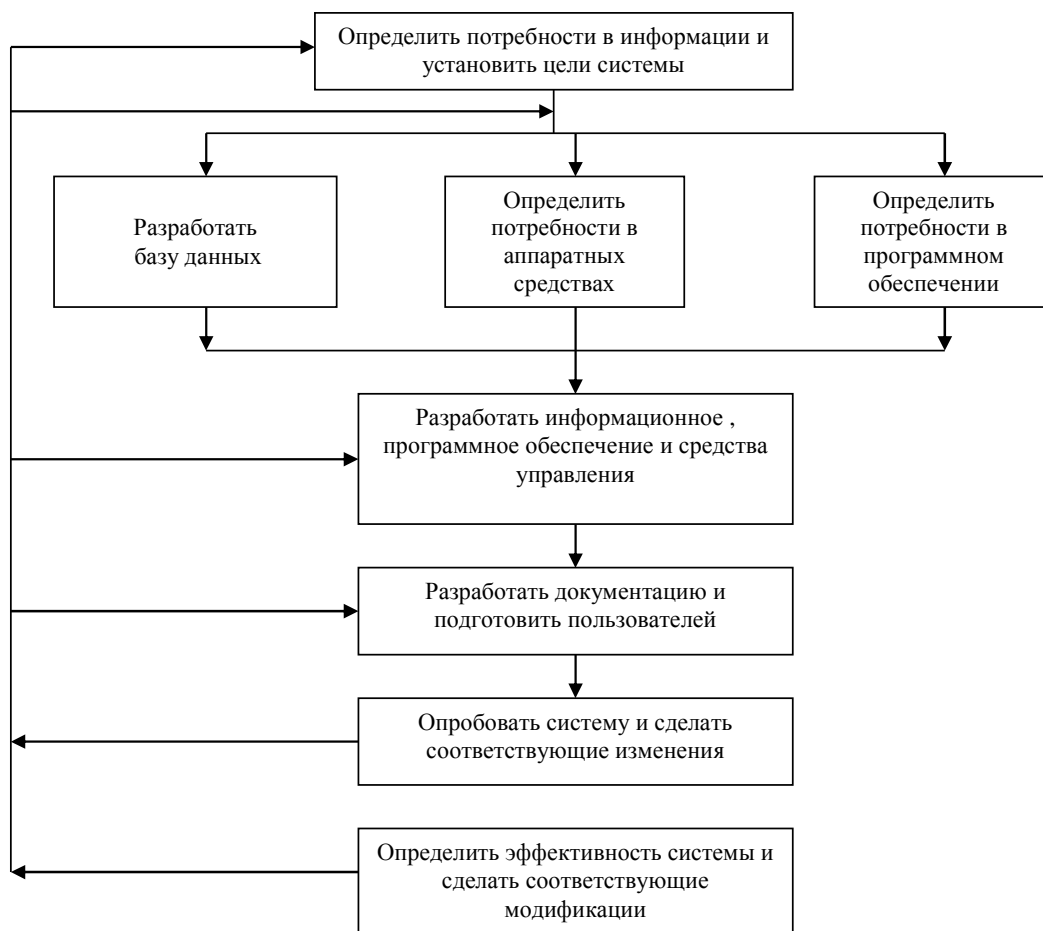 Определить потребности в информации и
установить цели системы
Разработать
базу данных
Определить
потребности в
аппаратных
средствах
Определить
потребности в
программном
обеспечении
Разработать информационное ,
программное обеспечение и средства
управления
Разработать документацию и
подготовить пользователей
Опробовать систему и сделать
соответствующие изменения
Определить эффективность системы и
сделать соответствующие
модификации